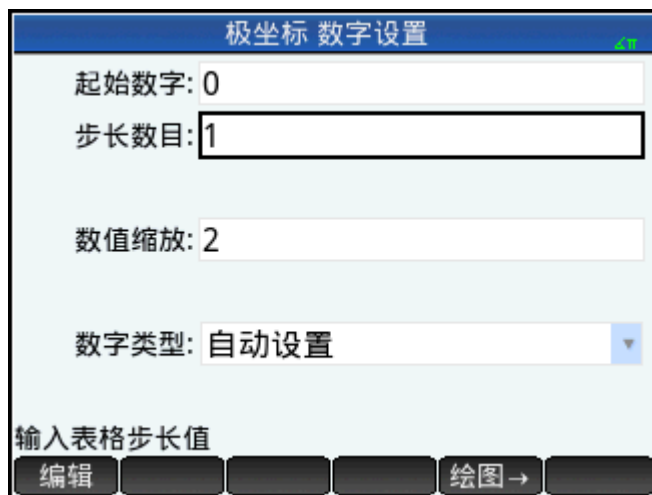 极坐标 数字设置
∡π
起始数字: 0
步长数目: 1
数值缩放: 2
数字类型: 自动设置
输入表格步长值
编辑 绘图→